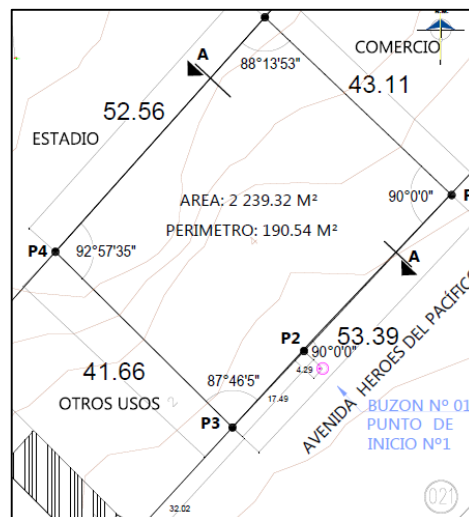 COMERCIO
A
88°13'53"
43.11
52.56
ESTADIO
AREA: 2 239.32 M²
90°0'0"
P
PERIMETRO: 190.54 M²
P4
92°57'35"
A
P2
53.39
90°0'0"
4.29
41.66
87°46'5"
17.49
OTROS USOS
2
P3
AVENIDA HEROES DEL PACÍFICO
BUZON Nº 01
PUNTO DE
INICIO Nº1
32.02
021